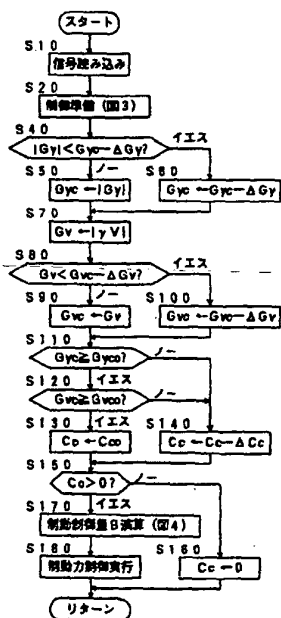 スタート
S10
信号読み込み
S20
制御準備 (図3)
S40
|Gy|<Gyc−ΔGy?
イエス
ノー
S50
Gyc←|Gy|
S60
Gyc←Gyc−ΔGy
S70
Gv←|γV|
S80
Gv<Gvc−ΔGv?
イエス
ノー
S90
Gvc←Gv
S100
Gvc←Gvc−ΔGv
S110
Gyc≧Gyco?
ノー
イエス
S120
Gvc≧Gvco?
ノー
イエス
S130
Cc←Cco
S140
Cc←Cc−ΔCc
S150
Cc>0?
ノー
イエス
S170
制動制御量B演算 (図4)
S180
制動力制御実行
S160
Cc←0
リターン